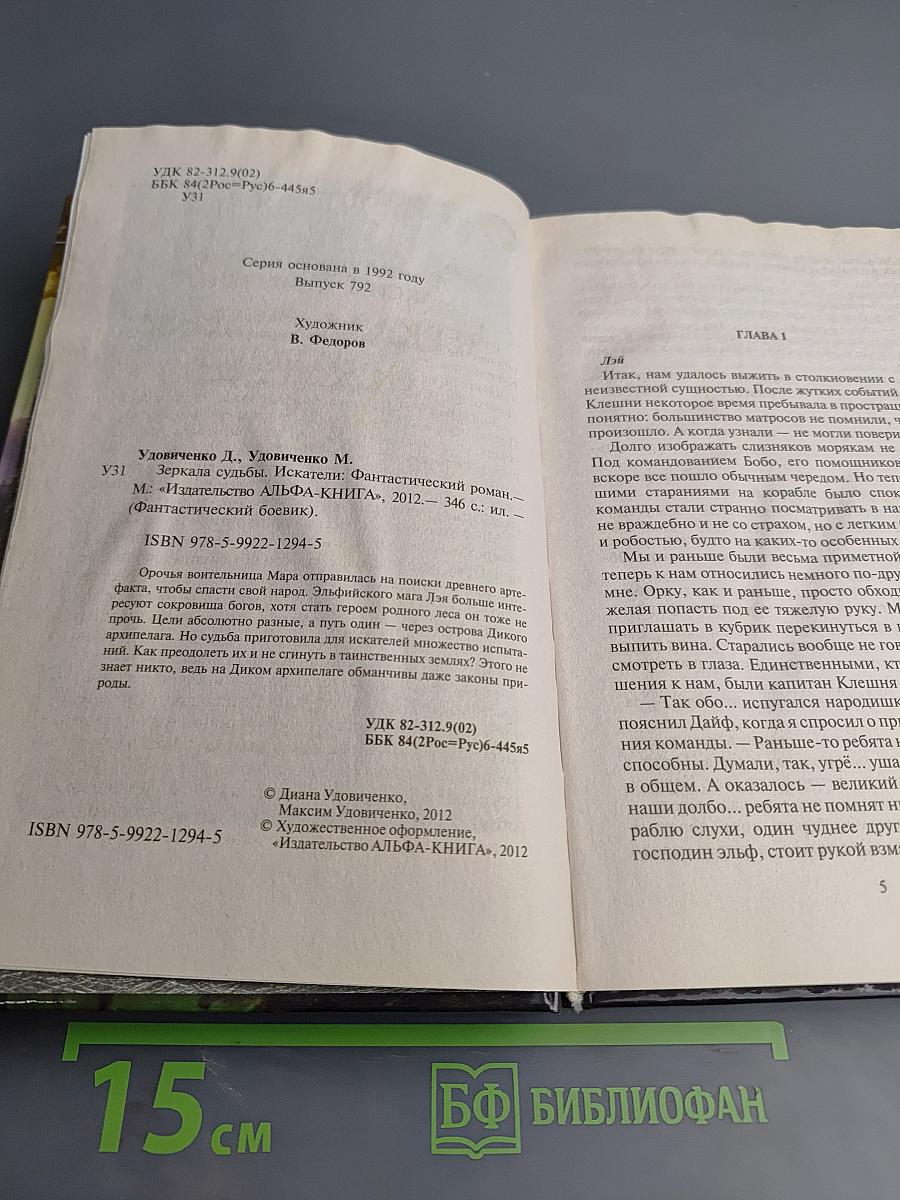 УДК 82-312.9(02)
ББК 84(2Рос=Рус)6-445я5
У31
Серия основана в 1992 году
Выпуск 792
Художник
В. Федоров
Удовиченко Д., Удовиченко М.
У31 Зеркала судьбы. Искатели: Фантастический роман.—
М.: «Издательство АЛЬФА-КНИГА», 2012.— 346 с.: ил. —
(Фантастический боевик).
ISBN 978-5-9922-1294-5
Орочья воительница Мара отправилась на поиски древнего арте-
факта, чтобы спасти свой народ. Эльфийского мага Лэя больше инте-
ресуют сокровища богов, хотя стать героем родного леса он тоже не
прочь. Цели абсолютно разные, а путь один — через острова Дикого
архипелага. Но судьба приготовила для искателей множество испыта-
ний. Как преодолеть их и не сгинуть в таинственных землях? Этого не
знает никто, ведь на Диком архипелаге обманчивы даже законы при-
роды.
УДК 82-312.9(02)
ББК 84(2Рос=Рус)6-445я5
© Диана Удовиченко,
Максим Удовиченко, 2012
© Художественное оформление,
«Издательство АЛЬФА-КНИГА», 2012
ISBN 978-5-9922-1294-5
ГЛАВА 1
Лэй
Итак, нам удалось выжить в столкновении с
неизвестной сущностью. После жутких событий
Клешни некоторое время пребывала в прострац
понятно: большинство матросов не помнили, ч
произошло. А когда узнали — не могли повери
Долго изображать слизняков морякам не
Под командованием Бобо, его помощников
вскоре все пошло обычным чередом. Но тепе
шими стараниями на корабле было спок
команды стали странно посматривать в на
не враждебно и не со страхом, но с легким
и робостью, будто на каких-то особенных
Мы и раньше были весьма приметной
теперь к нам относились немного по-дру
мне. Орку, как и раньше, просто обходи
желая попасть под ее тяжелую руку. М
приглашать в кубрик перекинуться в к
выпить вина. Старались вообще не гов
смотреть в глаза. Единственными, кт
шения к нам, были капитан Клешня
— Так обо... испугался народишк
пояснил Дайф, когда я спросил о при
ния команды. — Раньше-то ребята н
способны. Думали, так, угрё... уша
в общем. А оказалось — великий
наши долбо... ребята не помнят ни
раблю слухи, один чуднее друг
господин эльф, стоит рукой взма
5
15 см
БФ БИБЛИОФАН